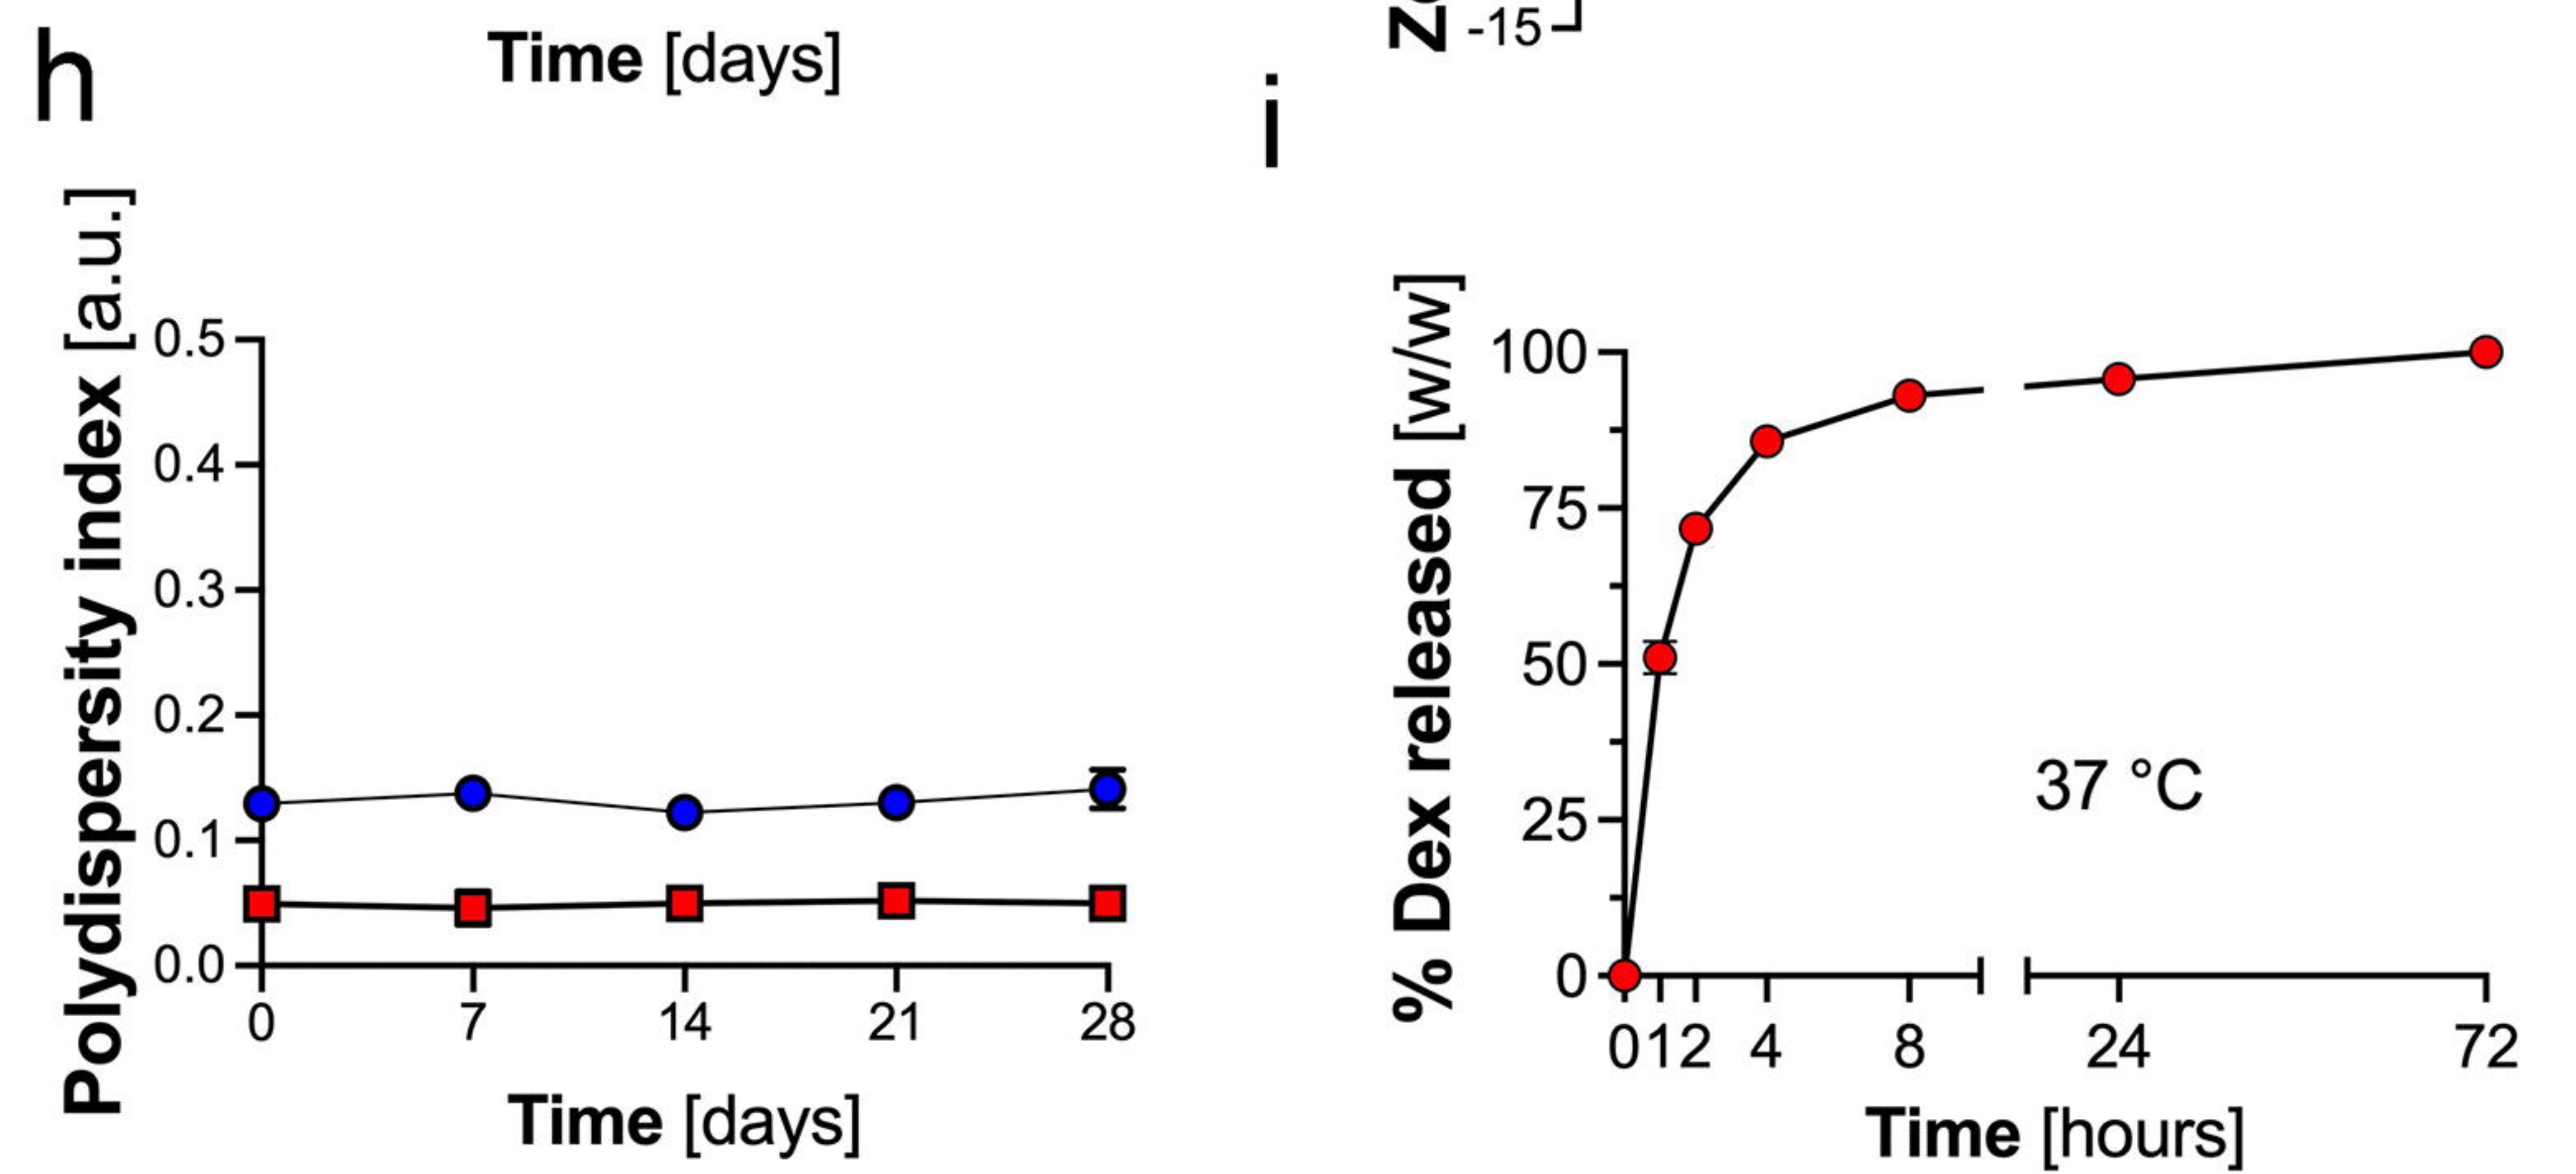 h
Time [days]
Polydispersity index [a.u.]
0.5
0.4
0.3
0.2
0.1
0.0
0 7 14 21 28
Time [days]
-15
i
% Dex released [w/w]
100
75
50
25
0
37 °C
0 1 2 4 8 24 72
Time [hours]